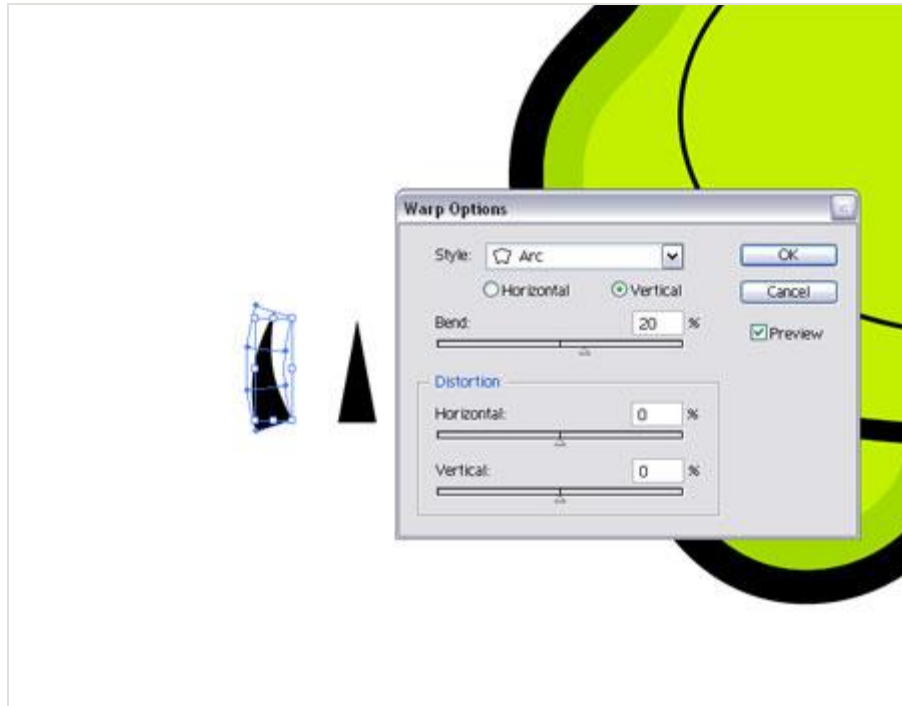 Warp Options
Style: Arc
OK
Horizontal Vertical
Cancel
Bend: 20 %
Preview
Distortion
Horizontal: 0 %
Vertical: 0 %